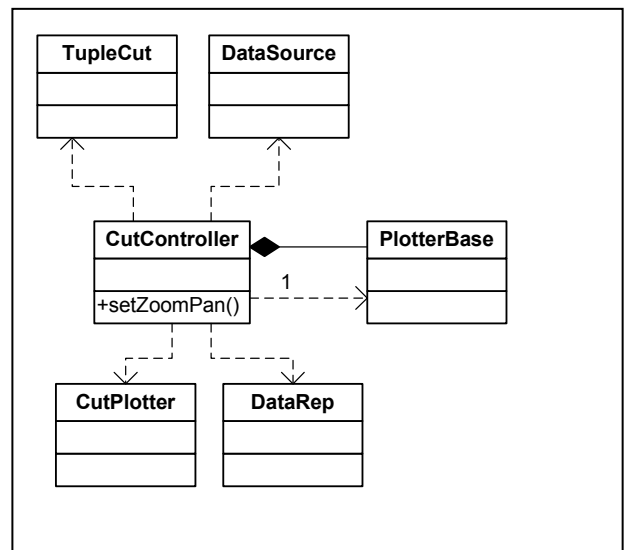 TupleCut
DataSource
CutController
PlotterBase
1
+setZoomPan()
CutPlotter
DataRep